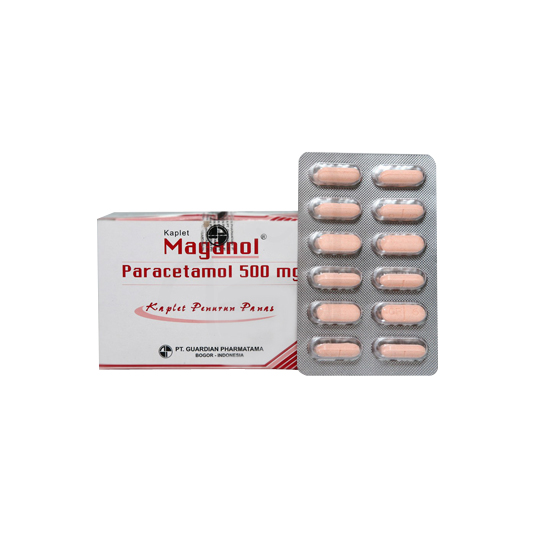 Kaplet
Maganol®
Paracetamol 500 mg
Kaplet Penurun Panas
PT. GUARDIAN PHARMATAMA
BOGOR - INDONESIA